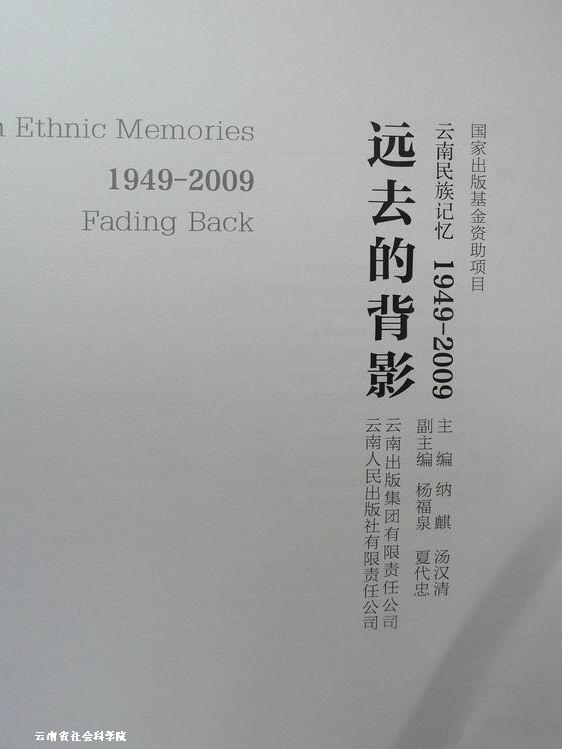 国家出版基金资助项目
云南民族记忆 1949-2009
远去的背影
主 编 纳 麒 汤汉清
副主编 杨福泉 夏代忠
云南出版集团有限责任公司
云南人民出版社有限责任公司
Ethnic Memories
1949-2009
Fading Back
云南省社会科学院